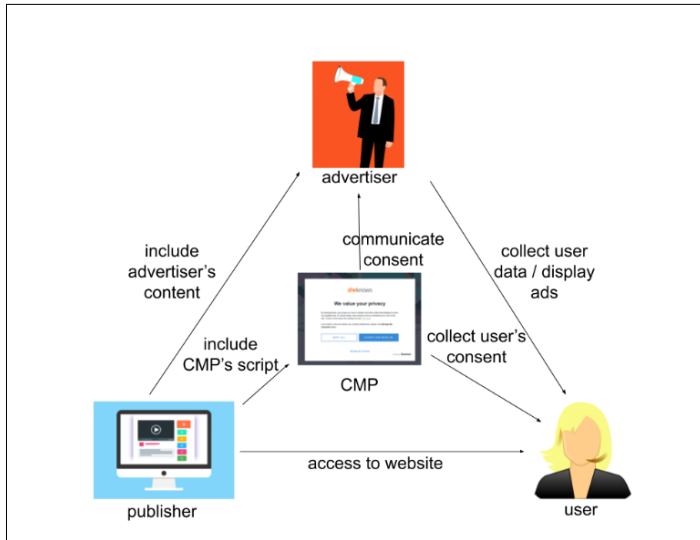 advertiser
include
advertiser's
content
communicate
consent
collect user
data / display
ads
We value your privacy
include
CMP's script
collect user's
consent
CMP
access to website
publisher
user